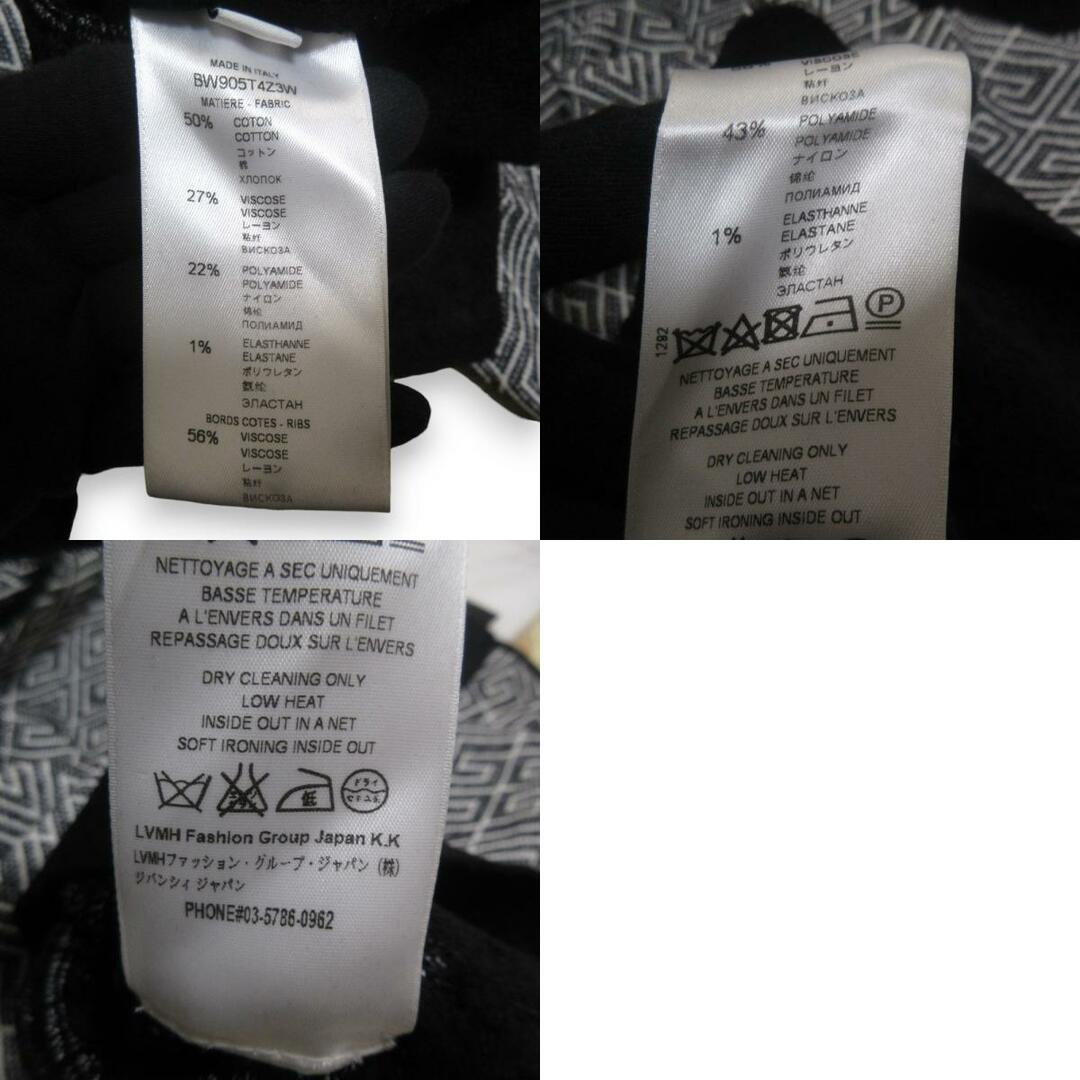 MADE IN ITALY
BW905T4Z3W
MATIERE - FABRIC
50% COTON
COTTON
コットン
棉
ХЛОПОК
27% VISCOSE
VISCOSE
レーヨン
粘纤
ВИСКОЗА
22% POLYAMIDE
POLYAMIDE
ナイロン
锦纶
ПОЛИАМИД
1% ELASTHANNE
ELASTANE
ポリウレタン
氨纶
ЭЛАСТАН
BORDS COTES - RIBS
56% VISCOSE
VISCOSE
レーヨン
粘纤
ВИСКОЗА
VISCOSE
レーヨン
粘纤
ВИСКОЗА
43% POLYAMIDE
POLYAMIDE
ナイロン
锦纶
ПОЛИАМИД
1% ELASTHANNE
ELASTANE
ポリウレタン
氨纶
ЭЛАСТАН
P
1292
NETTOYAGE A SEC UNIQUEMENT
BASSE TEMPERATURE
A L'ENVERS DANS UN FILET
REPASSAGE DOUX SUR L'ENVERS
DRY CLEANING ONLY
LOW HEAT
INSIDE OUT IN A NET
SOFT IRONING INSIDE OUT
NETTOYAGE A SEC UNIQUEMENT
BASSE TEMPERATURE
A L'ENVERS DANS UN FILET
REPASSAGE DOUX SUR L'ENVERS
DRY CLEANING ONLY
LOW HEAT
INSIDE OUT IN A NET
SOFT IRONING INSIDE OUT
低 ドライ
セキユ系
LVMH Fashion Group Japan K.K
LVMHファッション・グループ・ジャパン (株)
ジバンシィ ジャパン
PHONE#03-5786-0962